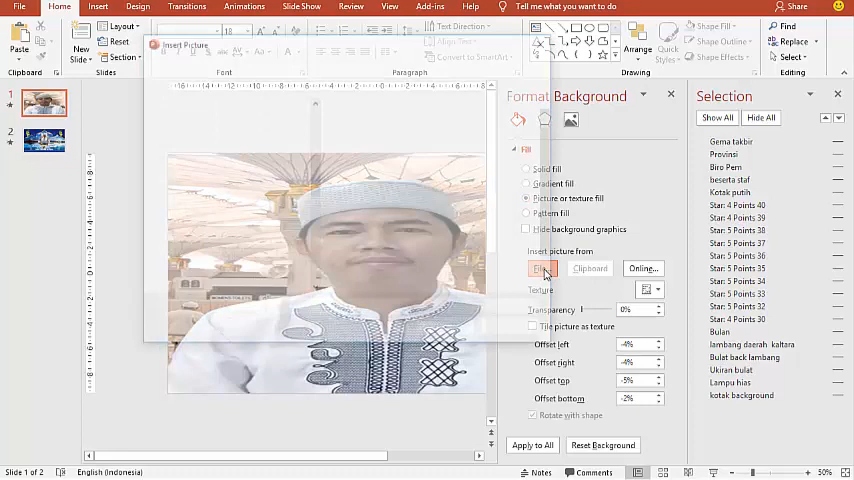 File Home Insert Design Transitions Animations Slide Show Review View Add-ins Help Tell me what you want to do Share
Paste
Clipboard
New
Slide
Layout
Reset
Section
18
Font
Paragraph
Text Direction
Align Text
Convert to SmartArt
Arrange
Quick
Styles
Shape Fill
Shape Outline
Shape Effects
Drawing
Find
Replace
Select
Editing
Insert Picture
1
2
Format Background
Fill
Solid fill
Gradient fill
Picture or texture fill
Pattern fill
Hide background graphics
Insert picture from
File...
Clipboard
Online...
Texture
Transparency 0%
Tile picture as texture
Offset left -4%
Offset right -4%
Offset top -5%
Offset bottom -2%
Rotate with shape
Apply to All
Reset Background
Selection
Show All
Hide All
Gema takbir
Provinsi
Biro Pem
beserta staf
Kotak putih
Star: 4 Points 40
Star: 4 Points 39
Star: 4 Points 38
Star: 4 Points 37
Star: 4 Points 36
Star: 4 Points 35
Star: 4 Points 34
Star: 5 Points 33
Star: 4 Points 32
Star: 4 Points 30
Bulan
lambang daerah kaltara
Bulat back lambang
Ukiran bulat
Lampu hias
kotak background
Slide 1 of 2
English (Indonesia)
Notes
Comments
50%